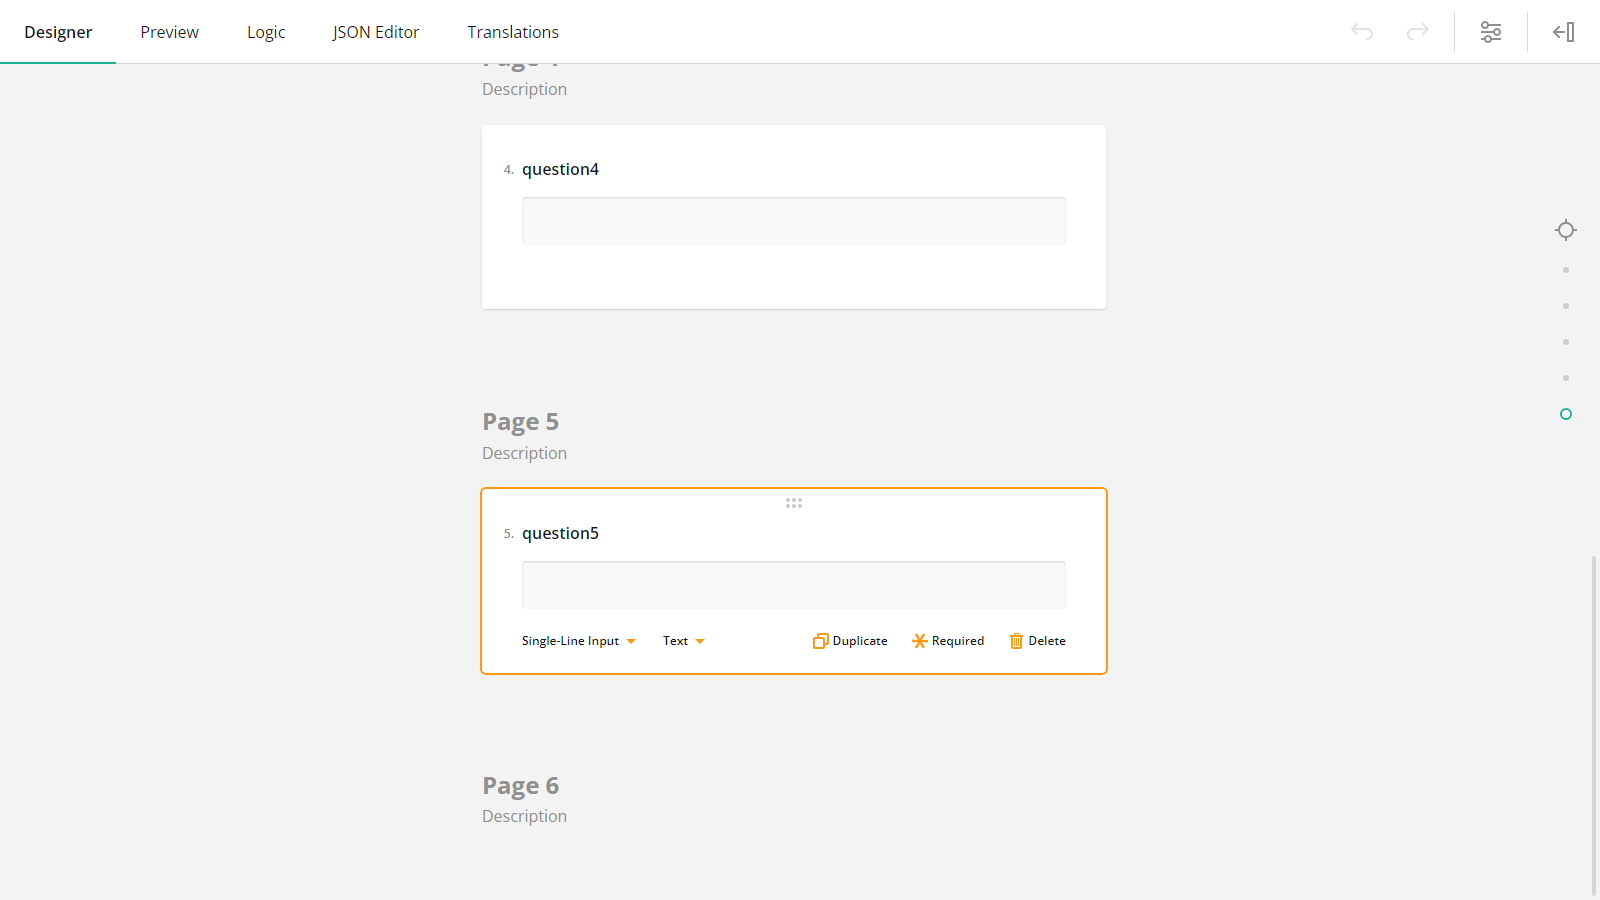 Designer
Preview
Logic
JSON Editor
Translations
Description
4. question4
Page 5
Description
5. question5
Single-Line Input
Text
Duplicate
Required
Delete
Page 6
Description